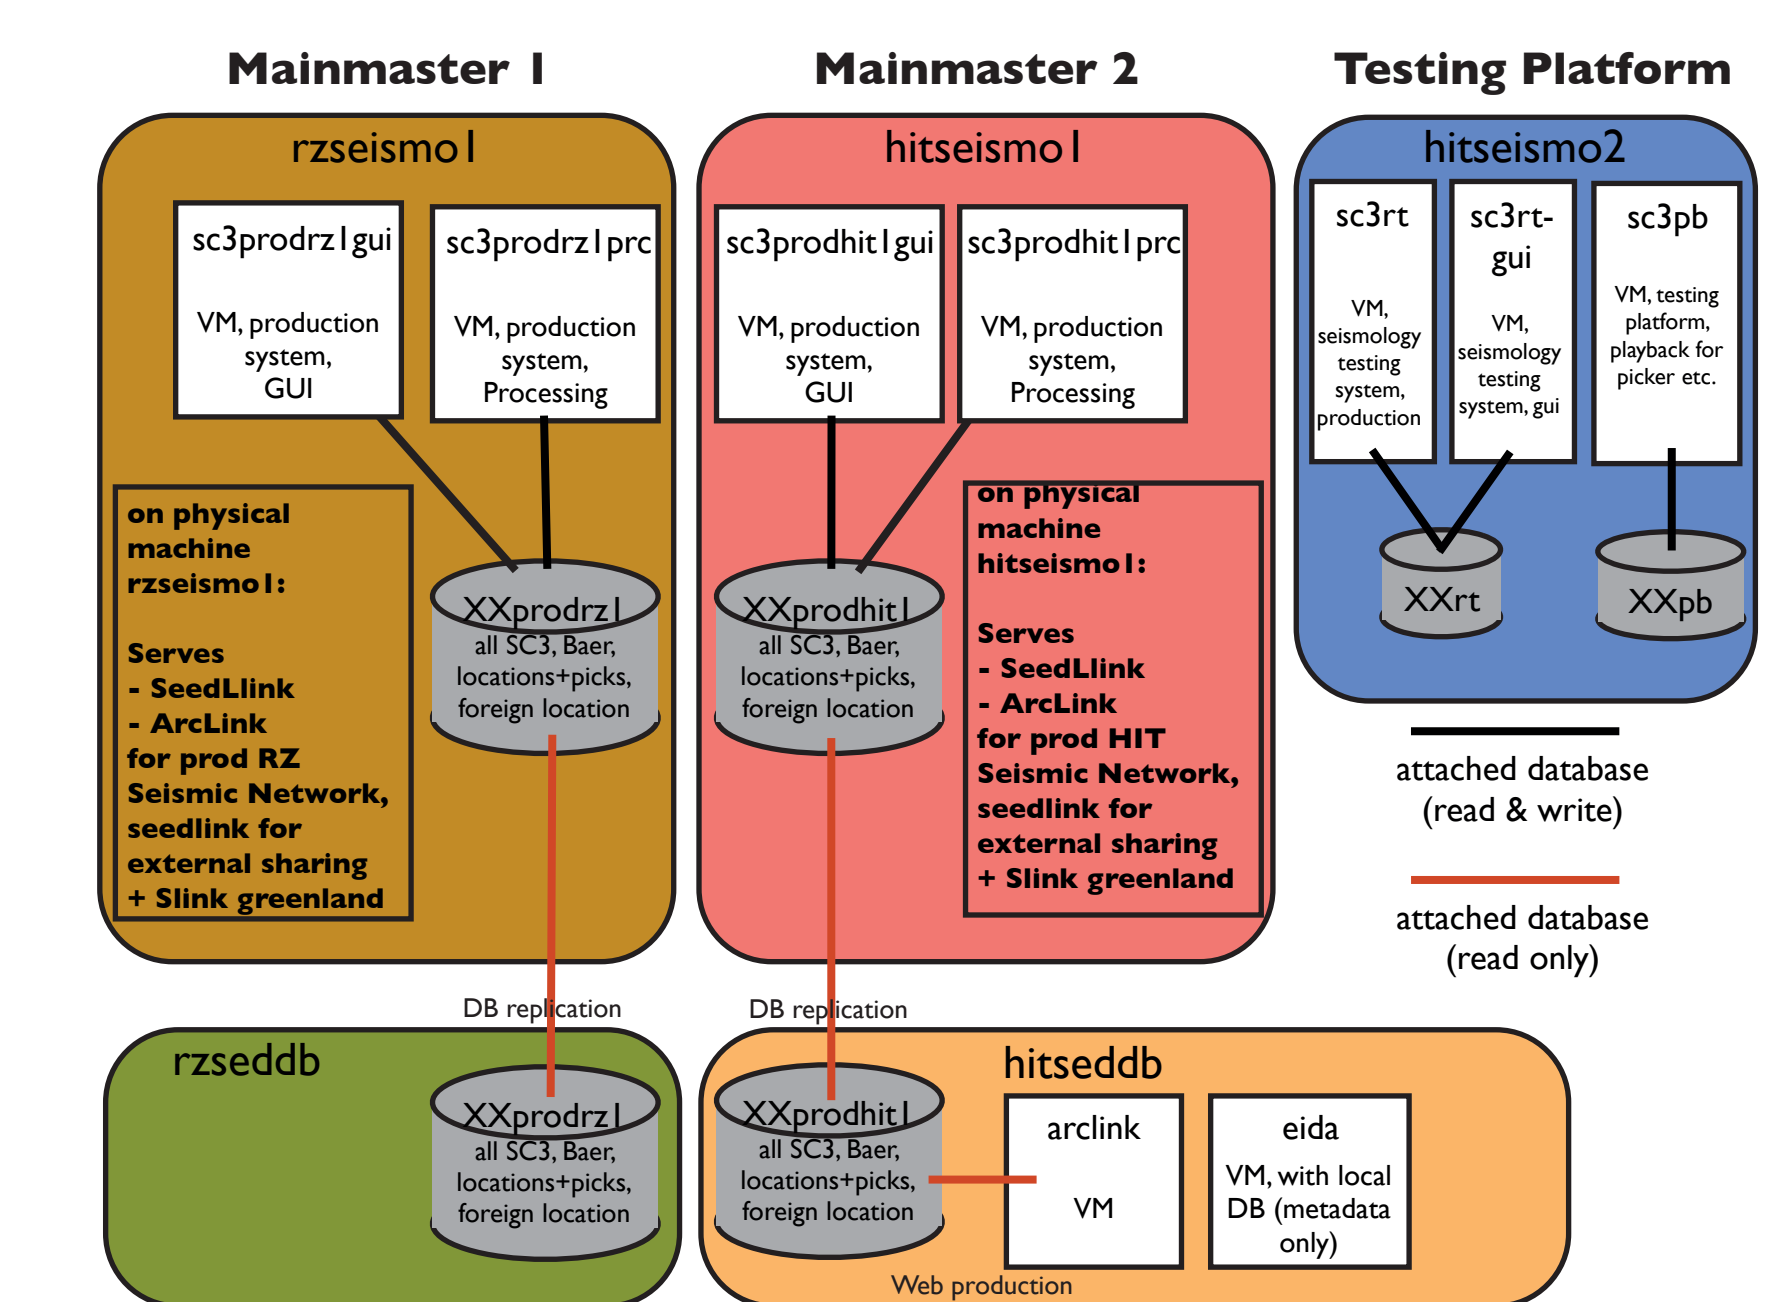 Mainmaster 1
rzseismo1
sc3prodrz1gui
VM, production
system,
GUI
sc3prodrz1prc
VM, production
system,
Processing
on physical
machine
rzseismo1:
Serves
- SeedLlink
- ArcLink
for prod RZ
Seismic Network,
seedlink for
external sharing
+ Slink greenland
XXprodrz1
all SC3, Baer,
locations+picks,
foreign location
Mainmaster 2
hitseismo1
sc3prodhit1gui
VM, production
system,
GUI
sc3prodhit1prc
VM, production
system,
Processing
XXprodhit1
all SC3, Baer,
locations+picks,
foreign location
on physical
machine
hitseismo1:
Serves
- SeedLlink
- ArcLink
for prod HIT
Seismic Network,
seedlink for
external sharing
+ Slink greenland
Testing Platform
hitseismo2
sc3rt
VM,
seismology
testing
system,
production
sc3rt-
gui
VM,
seismology
testing
system, gui
sc3pb
VM, testing
platform,
playback for
picker etc.
XXrt
XXpb
attached database
(read & write)
attached database
(read only)
DB replication
rzseddb
XXprodrz1
all SC3, Baer,
locations+picks,
foreign location
DB replication
hitseddb
XXprodhit1
all SC3, Baer,
locations+picks,
foreign location
arclink
VM
eida
VM, with local
DB (metadata
only)
Web production